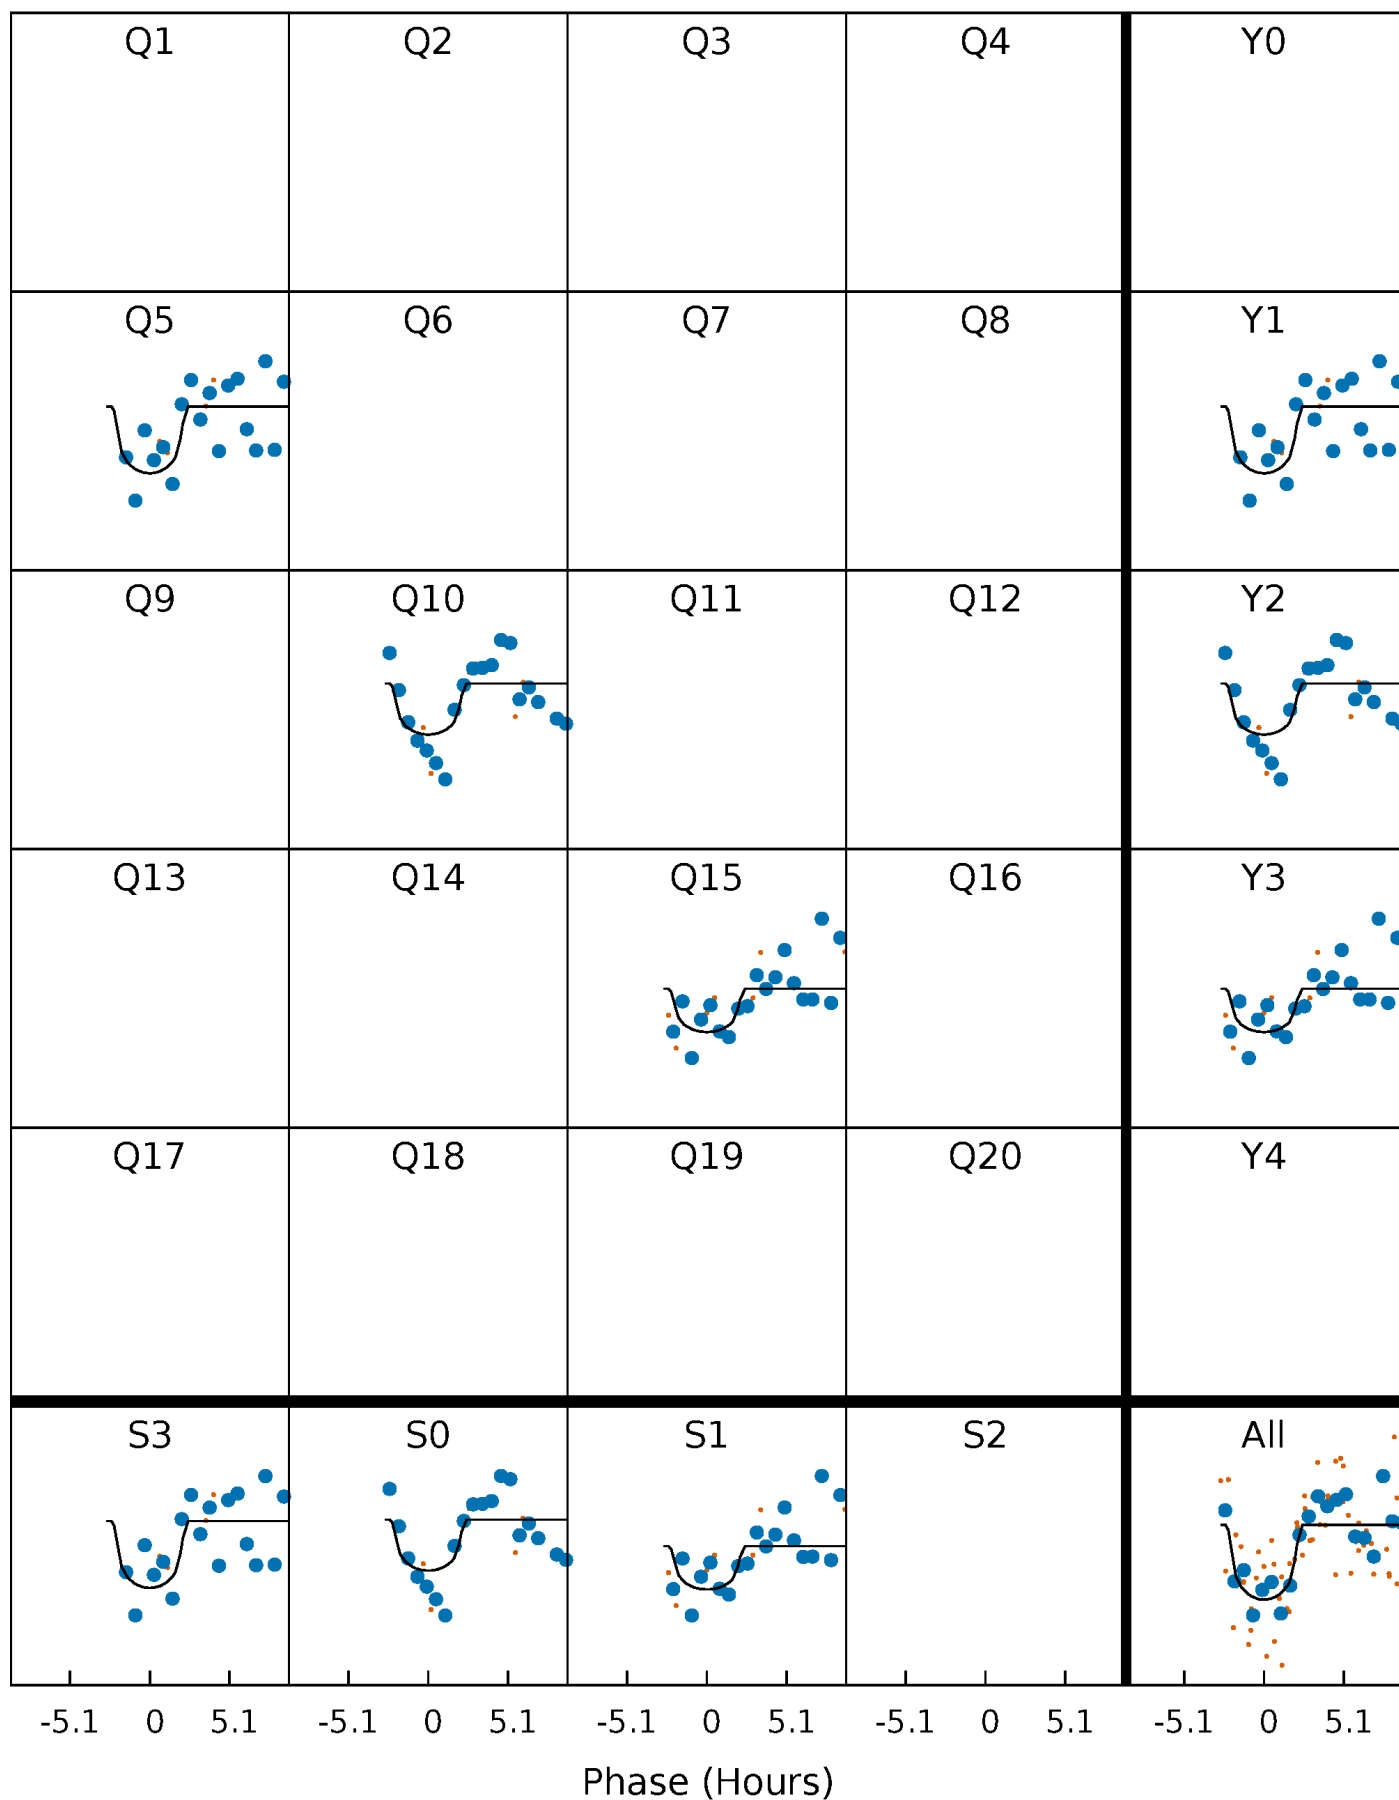 Q1 Q2 Q3 Q4 Y0
Q5 Q6 Q7 Q8 Y1
Q9 Q10 Q11 Q12 Y2
Q13 Q14 Q15 Q16 Y3
Q17 Q18 Q19 Q20 Y4
S3 S0 S1 S2 All
-5.1 0 5.1 -5.1 0 5.1 -5.1 0 5.1 -5.1 0 5.1 -5.1 0 5.1
Phase (Hours)